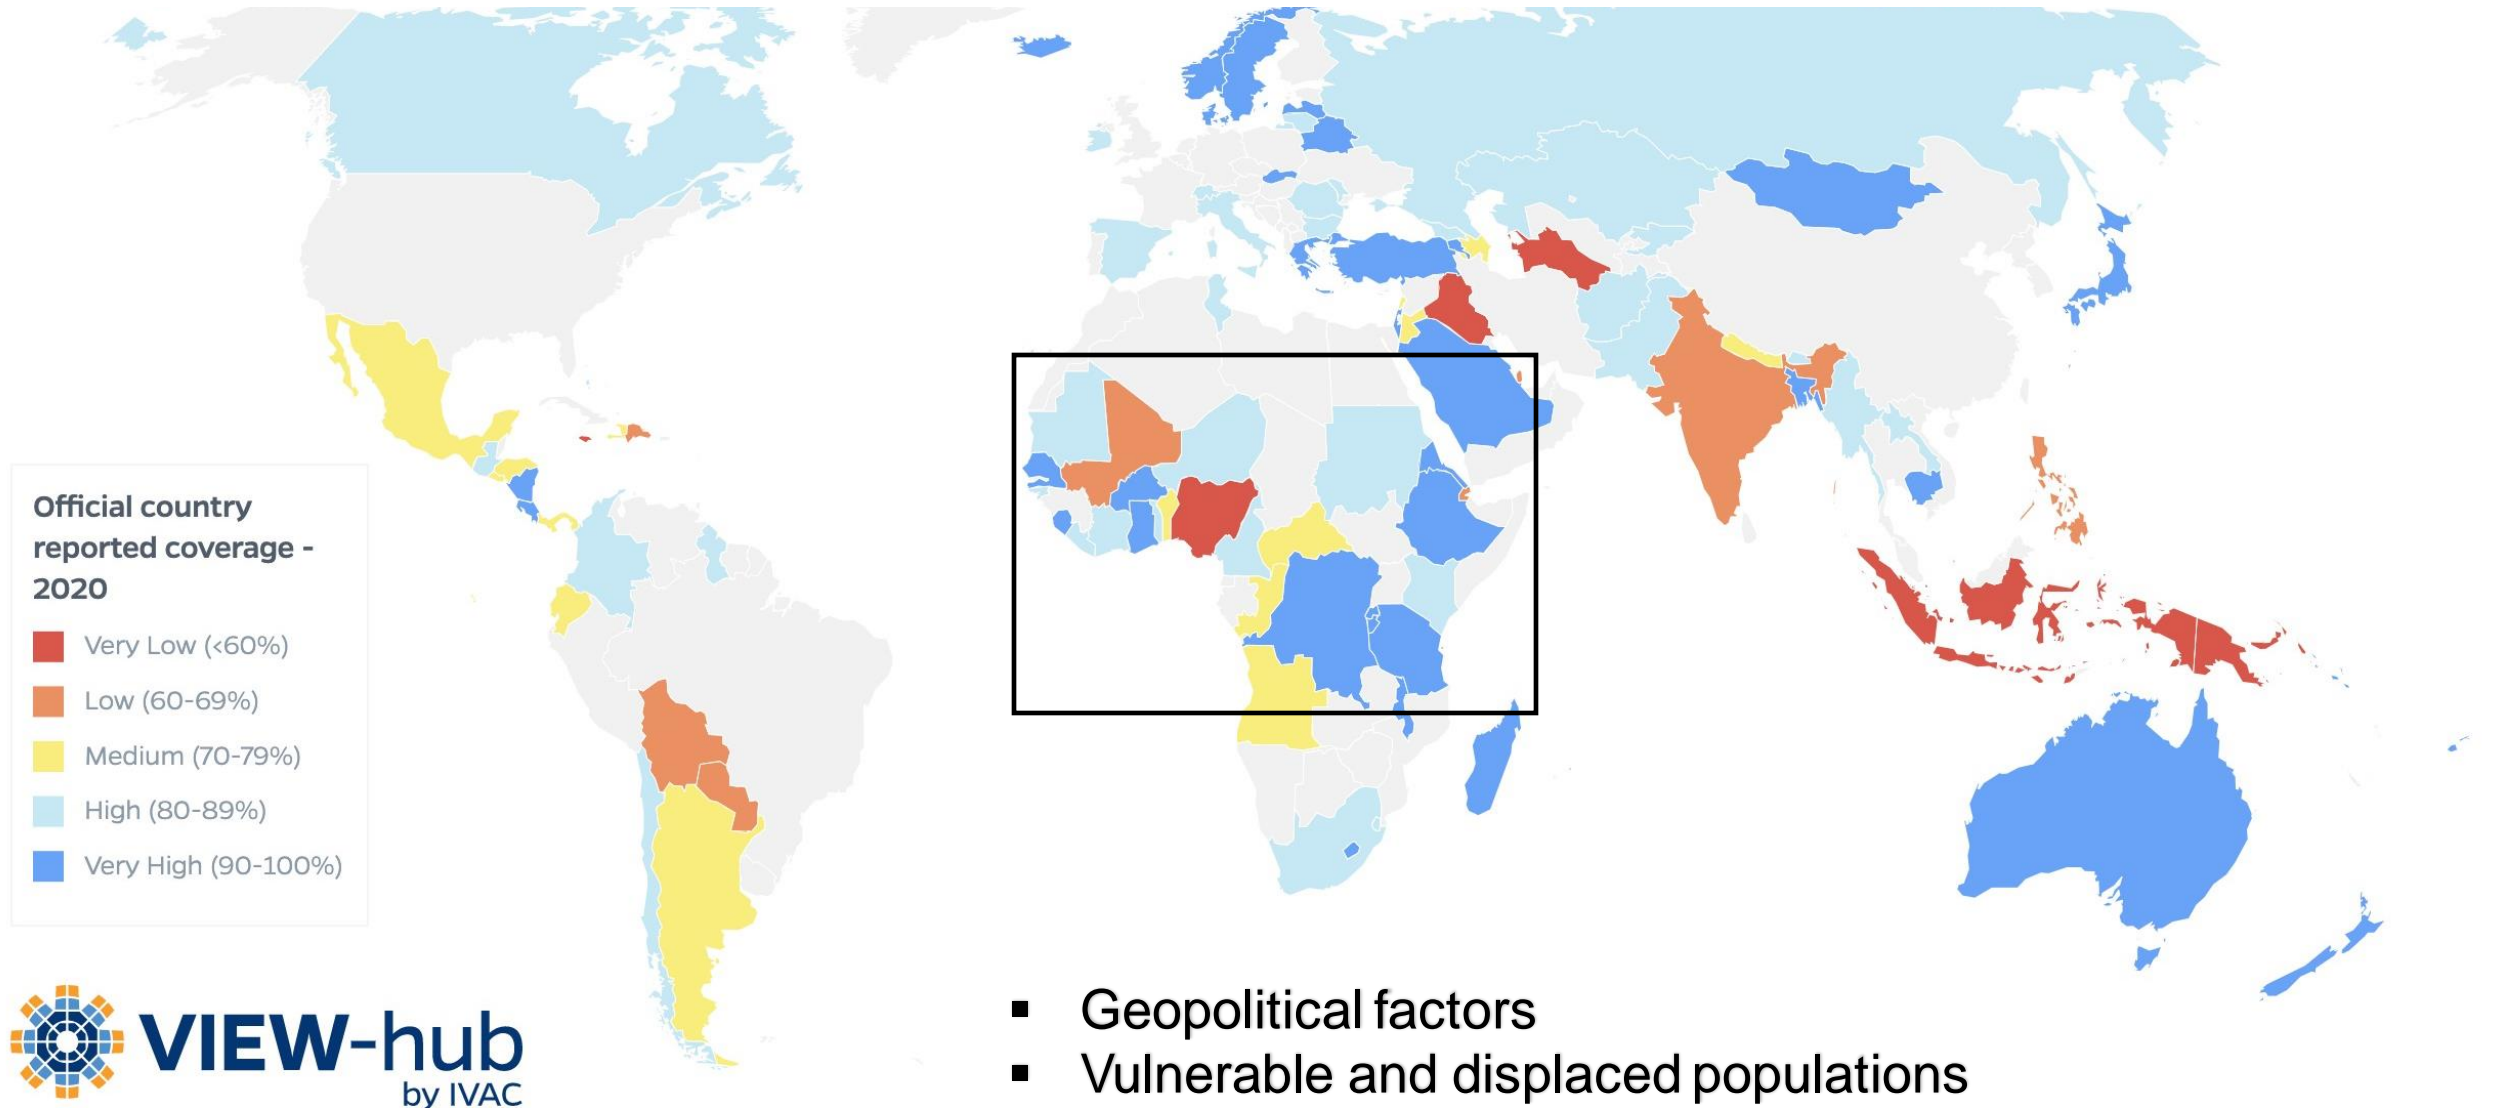 Official country
reported coverage -
2020
Very Low (<60%)
Low (60-69%)
Medium (70-79%)
High (80-89%)
Very High (90-100%)
VIEW-hub
by IVAC
▪ Geopolitical factors
▪ Vulnerable and displaced populations